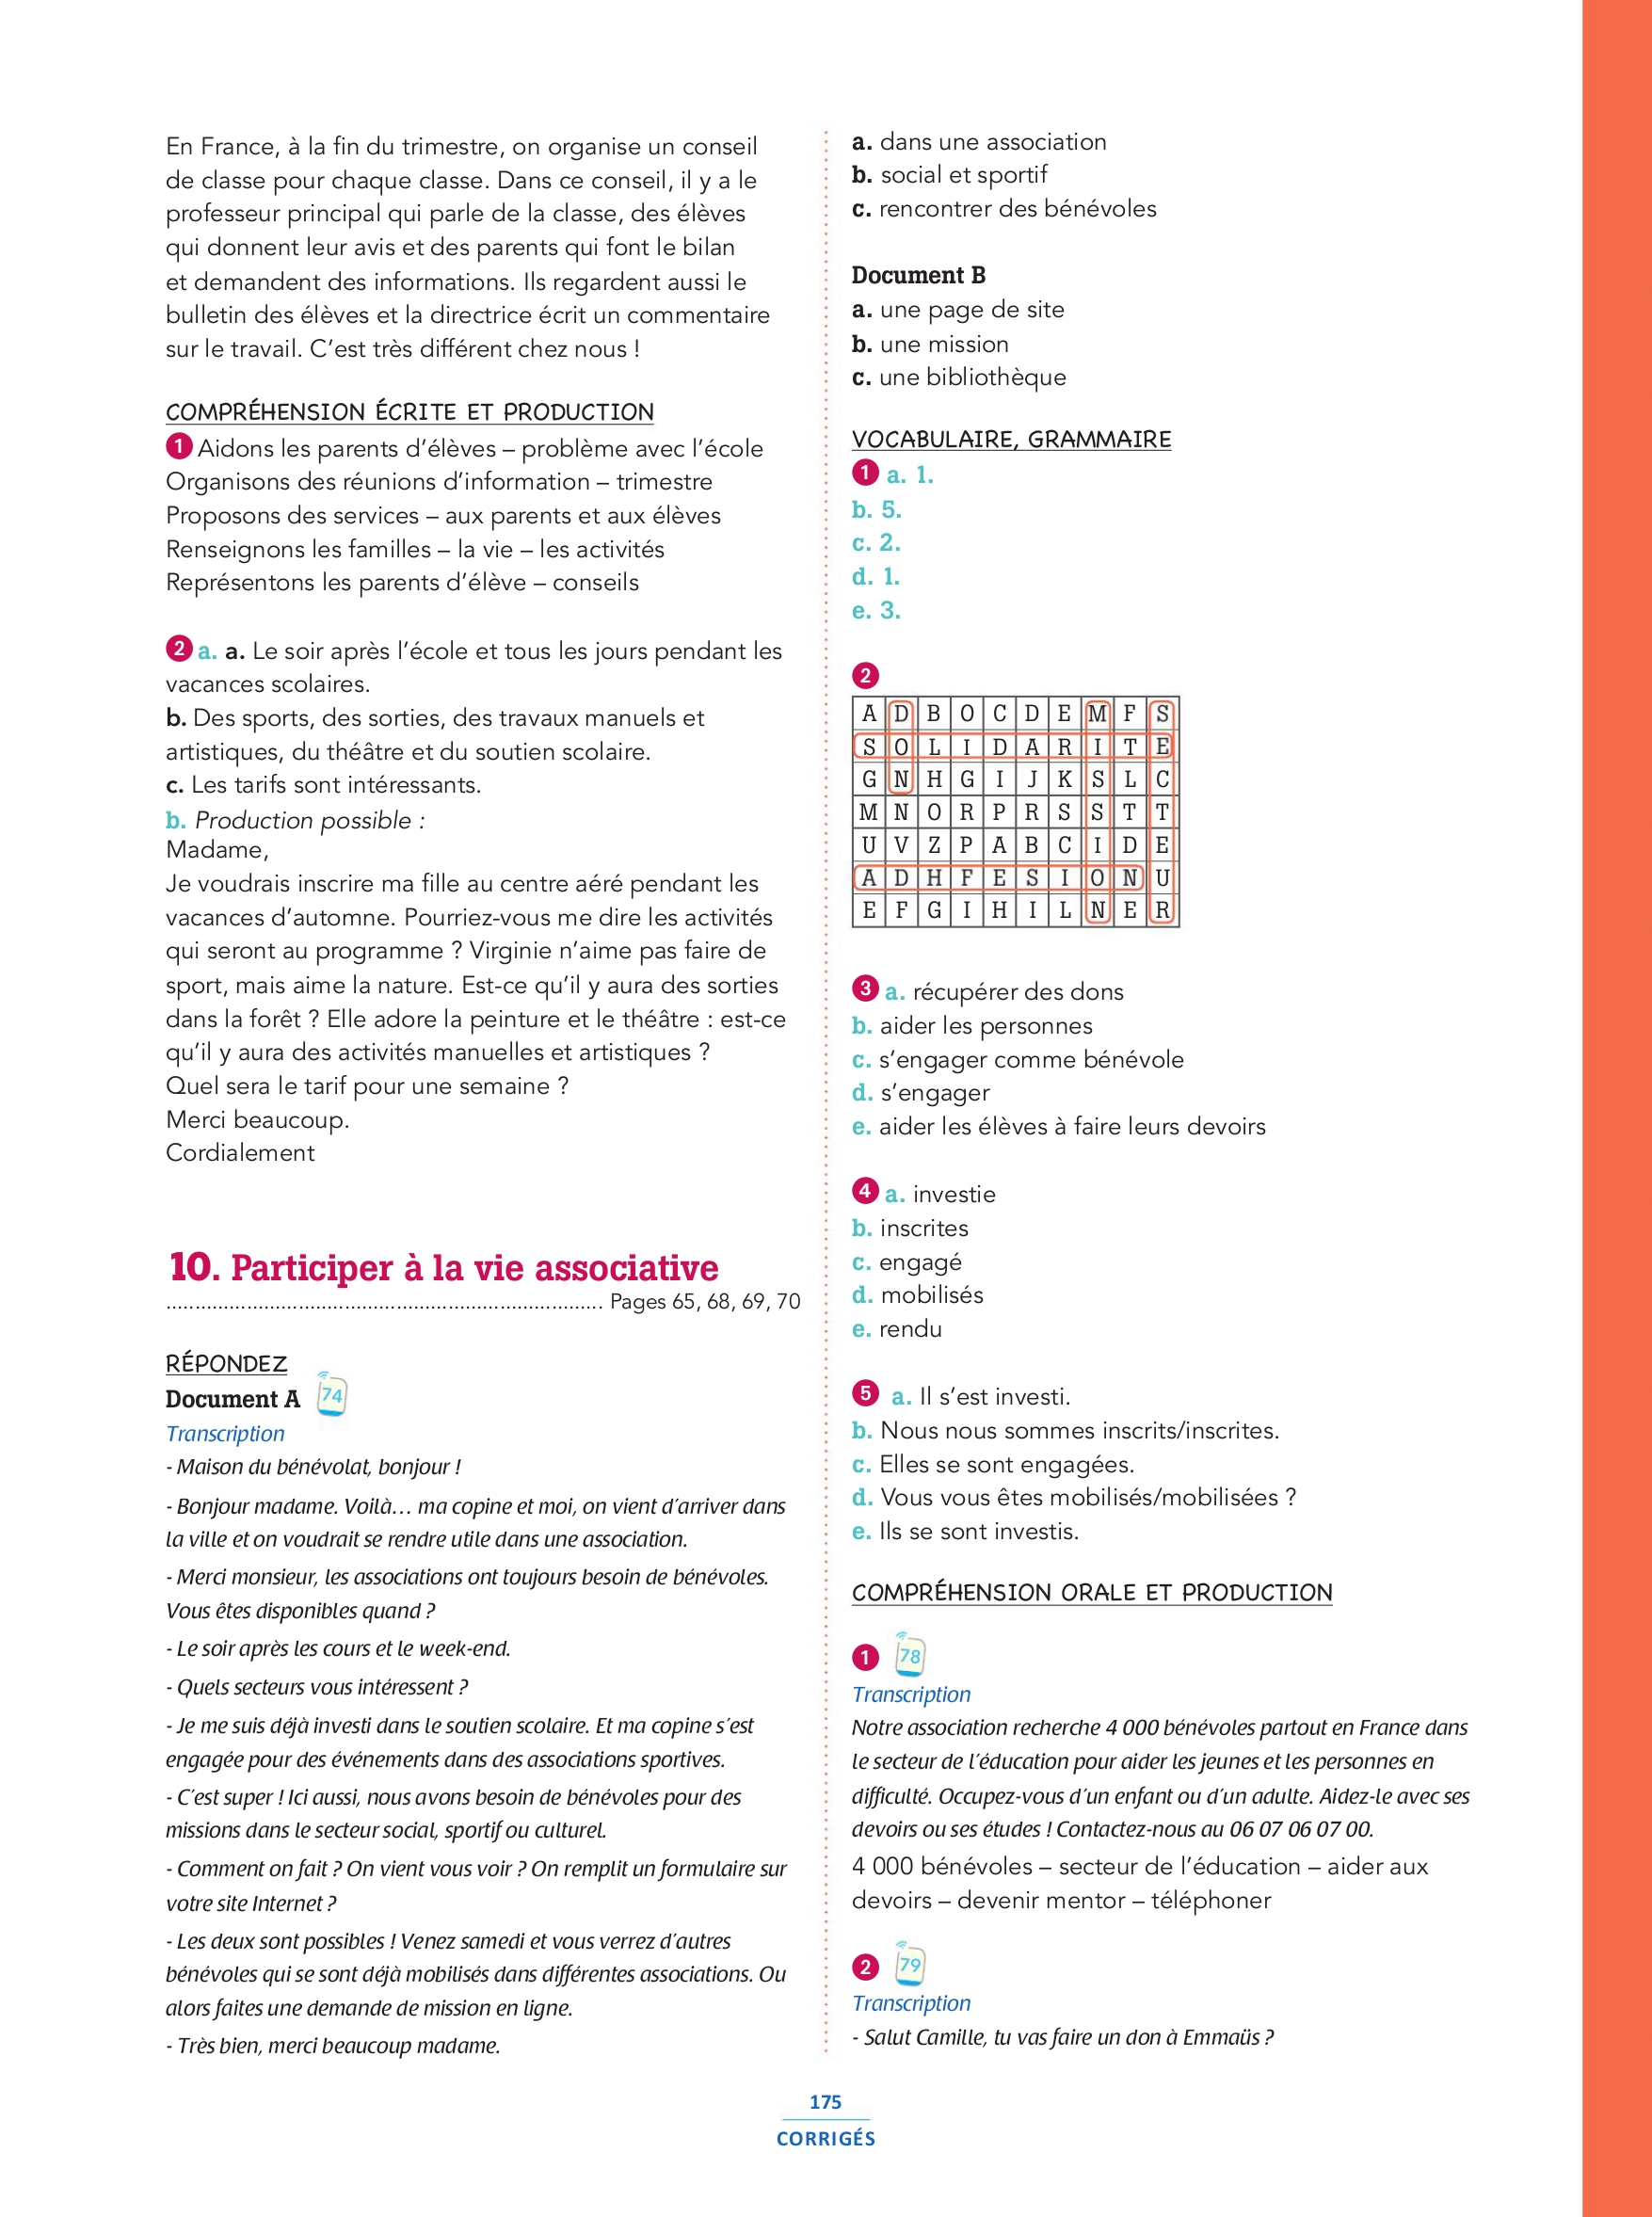 En France, à la fin du trimestre, on organise un conseil
de classe pour chaque classe. Dans ce conseil, il y a le
professeur principal qui parle de la classe, des élèves
qui donnent leur avis et des parents qui font le bilan
et demandent des informations. Ils regardent aussi le
bulletin des élèves et la directrice écrit un commentaire
sur le travail. C’est très différent chez nous !
COMPRÉHENSION ÉCRITE ET PRODUCTION
1 Aidons les parents d’élèves – problème avec l’école
Organisons des réunions d’information – trimestre
Proposons des services – aux parents et aux élèves
Renseignons les familles – la vie – les activités
Représentons les parents d’élève – conseils
2 a. a. Le soir après l’école et tous les jours pendant les
vacances scolaires.
b. Des sports, des sorties, des travaux manuels et
artistiques, du théâtre et du soutien scolaire.
c. Les tarifs sont intéressants.
b. Production possible :
Madame,
Je voudrais inscrire ma fille au centre aéré pendant les
vacances d’automne. Pourriez-vous me dire les activités
qui seront au programme ? Virginie n’aime pas faire de
sport, mais aime la nature. Est-ce qu’il y aura des sorties
dans la forêt ? Elle adore la peinture et le théâtre : est-ce
qu’il y aura des activités manuelles et artistiques ?
Quel sera le tarif pour une semaine ?
Merci beaucoup.
Cordialement
10. Participer à la vie associative
............................................................................ Pages 65, 68, 69, 70
RÉPONDEZ
Document A 74
Transcription
- Maison du bénévolat, bonjour !
- Bonjour madame. Voilà… ma copine et moi, on vient d’arriver dans
la ville et on voudrait se rendre utile dans une association.
- Merci monsieur, les associations ont toujours besoin de bénévoles.
Vous êtes disponibles quand ?
- Le soir après les cours et le week-end.
- Quels secteurs vous intéressent ?
- Je me suis déjà investi dans le soutien scolaire. Et ma copine s’est
engagée pour des événements dans des associations sportives.
- C’est super ! Ici aussi, nous avons besoin de bénévoles pour des
missions dans le secteur social, sportif ou culturel.
- Comment on fait ? On vient vous voir ? On remplit un formulaire sur
votre site Internet ?
- Les deux sont possibles ! Venez samedi et vous verrez d’autres
bénévoles qui se sont déjà mobilisés dans différentes associations. Ou
alors faites une demande de mission en ligne.
- Très bien, merci beaucoup madame.
a. dans une association
b. social et sportif
c. rencontrer des bénévoles
Document B
a. une page de site
b. une mission
c. une bibliothèque
VOCABULAIRE, GRAMMAIRE
1 a. 1.
b. 5.
c. 2.
d. 1.
e. 3.
2
A D B O C D E M F S
S O L I D A R I T E
G N H G I J K S L C
M N O R P R S S T T
U V Z P A B C I D E
A D H F E S I O N U
E F G I H I L N E R
3 a. récupérer des dons
b. aider les personnes
c. s’engager comme bénévole
d. s’engager
e. aider les élèves à faire leurs devoirs
4 a. investie
b. inscrites
c. engagé
d. mobilisés
e. rendu
5 a. Il s’est investi.
b. Nous nous sommes inscrits/inscrites.
c. Elles se sont engagées.
d. Vous vous êtes mobilisés/mobilisées ?
e. Ils se sont investis.
COMPRÉHENSION ORALE ET PRODUCTION
1 78
Transcription
Notre association recherche 4 000 bénévoles partout en France dans
le secteur de l’éducation pour aider les jeunes et les personnes en
difficulté. Occupez-vous d’un enfant ou d’un adulte. Aidez-le avec ses
devoirs ou ses études ! Contactez-nous au 06 07 06 07 00.
4 000 bénévoles – secteur de l’éducation – aider aux
devoirs – devenir mentor – téléphoner
2 79
Transcription
- Salut Camille, tu vas faire un don à Emmaüs ?
175
CORRIGÉS